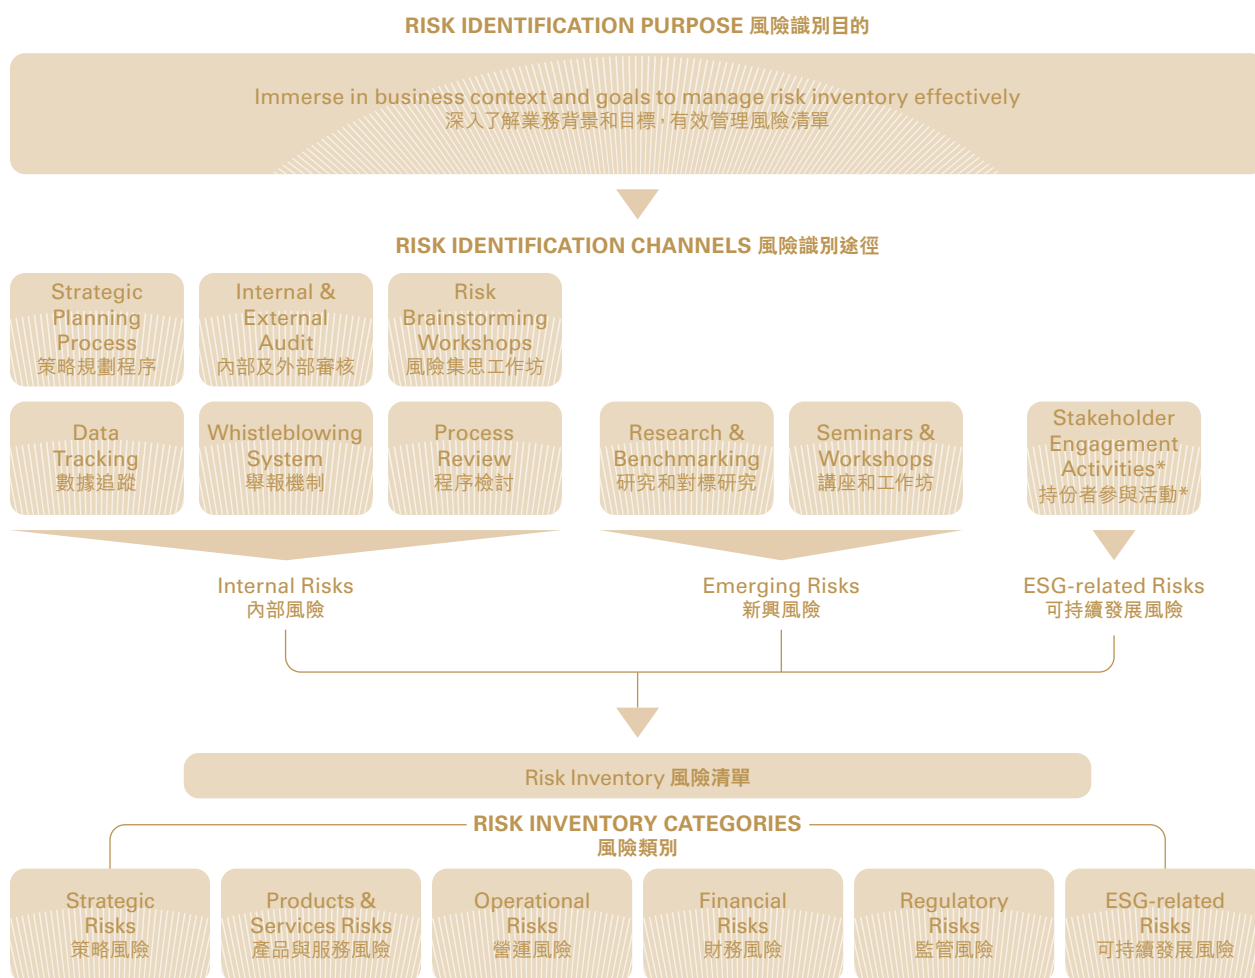 RISK IDENTIFICATION PURPOSE 風險識別目的
Immerse in business context and goals to manage risk inventory effectively
深入了解業務背景和目標，有效管理風險清單
RISK IDENTIFICATION CHANNELS 風險識別途徑
Strategic
Planning
Process
策略規劃程序
Internal &
External
Audit
內部及外部審核
Risk
Brainstorming
Workshops
風險集思工作坊
Data
Tracking
數據追蹤
Whistleblowing
System
舉報機制
Process
Review
程序檢討
Research &
Benchmarking
研究和對標研究
Seminars &
Workshops
講座和工作坊
Stakeholder
Engagement
Activities*
持份者參與活動*
Internal Risks
內部風險
Emerging Risks
新興風險
ESG-related Risks
可持續發展風險
Risk Inventory 風險清單
RISK INVENTORY CATEGORIES
風險類別
Strategic
Risks
策略風險
Products &
Services Risks
產品與服務風險
Operational
Risks
營運風險
Financial
Risks
財務風險
Regulatory
Risks
監管風險
ESG-related
Risks
可持續發展風險